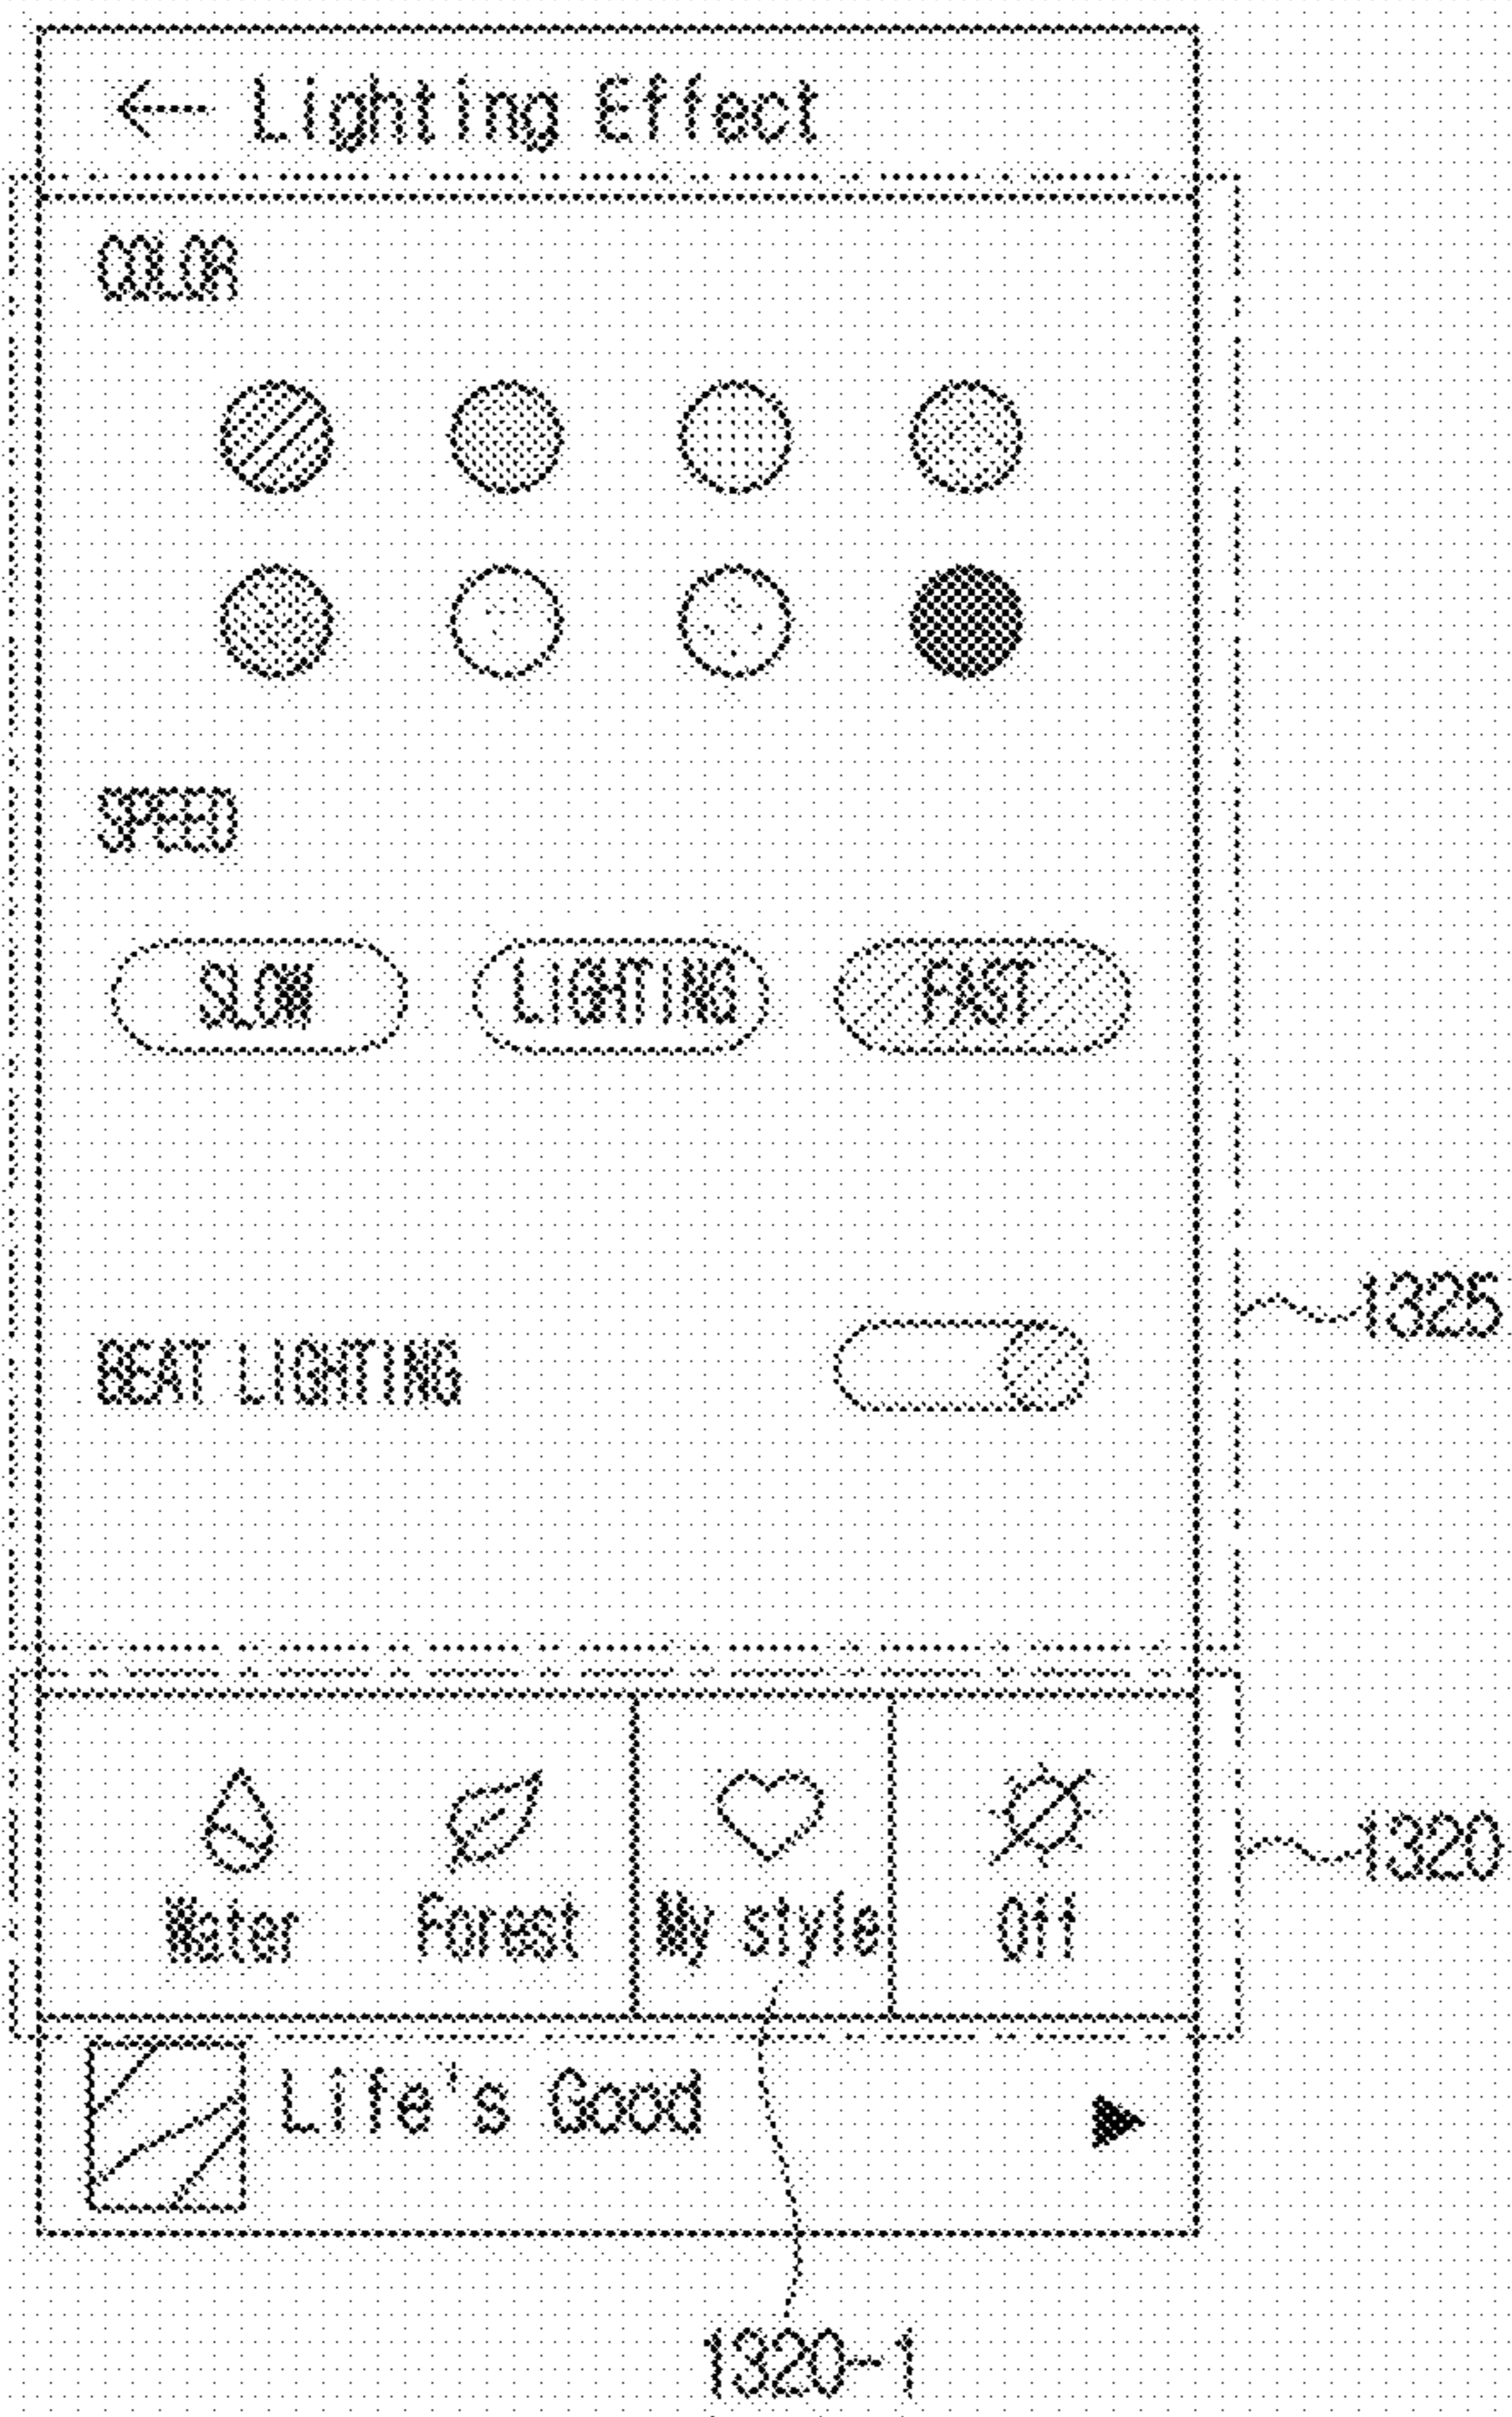 ← Lighting Effect
COLOR
SPEED
SLOW LIGHTING FAST
1325
BEAT LIGHTING
1320
Water Forest My style Off
Life's Good
1320-1